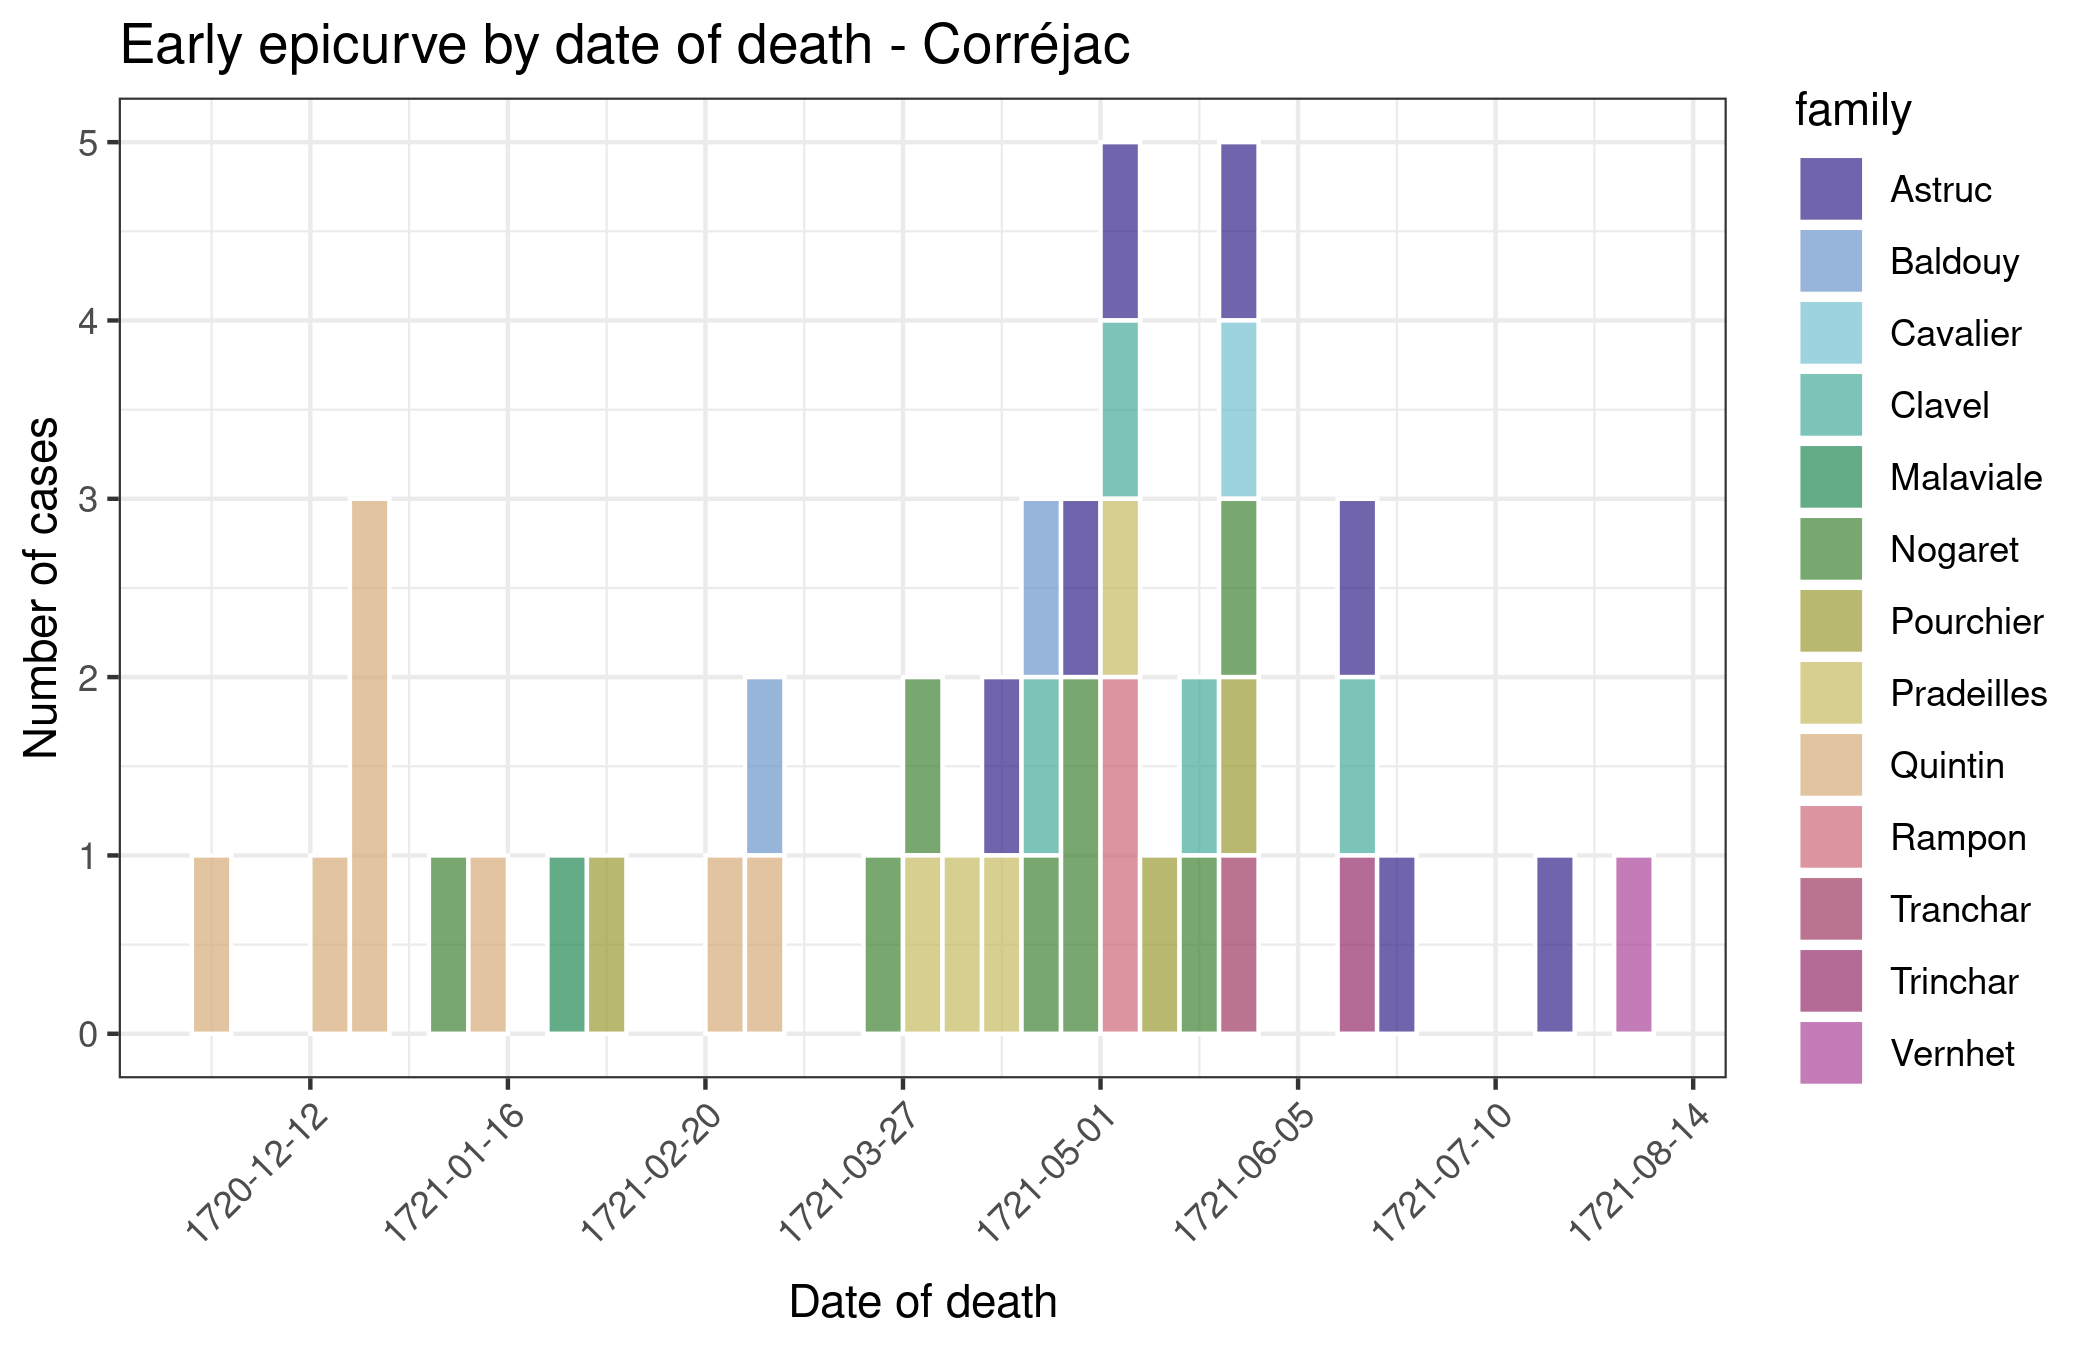 Early epicurve by date of death - Corréjac
Number of cases
5
4
3
2
1
0
1720-12-12
1721-01-16
1721-02-20
1721-03-27
1721-05-01
1721-06-05
1721-07-10
1721-08-14
Date of death
family
Astruc
Baldouy
Cavalier
Clavel
Malaviale
Nogaret
Pourchier
Pradeilles
Quintin
Rampon
Tranchar
Trinchar
Vernhet